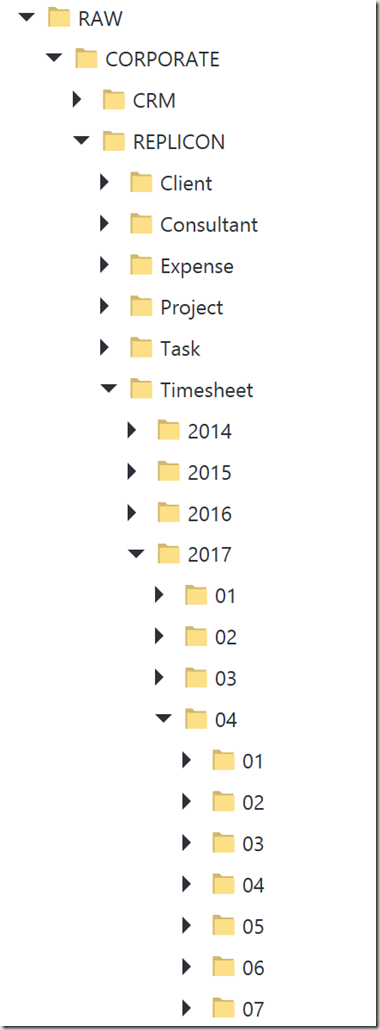 RAW
CORPORATE
CRM
REPLICON
Client
Consultant
Expense
Project
Task
Timesheet
2014
2015
2016
2017
01
02
03
04
01
02
03
04
05
06
07